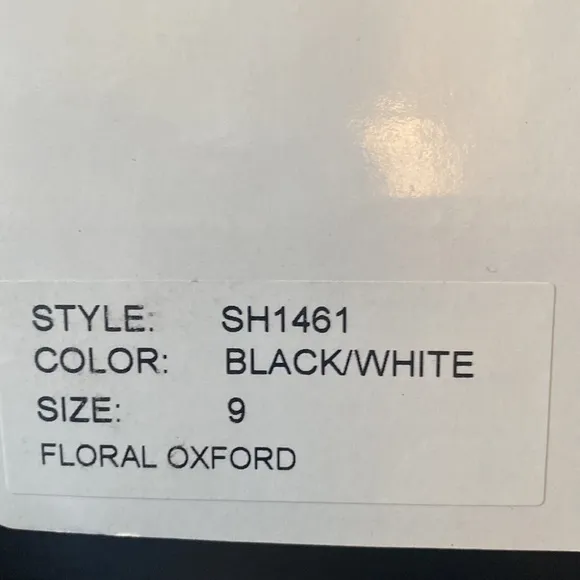 STYLE: SH1461
COLOR: BLACK/WHITE
SIZE: 9
FLORAL OXFORD